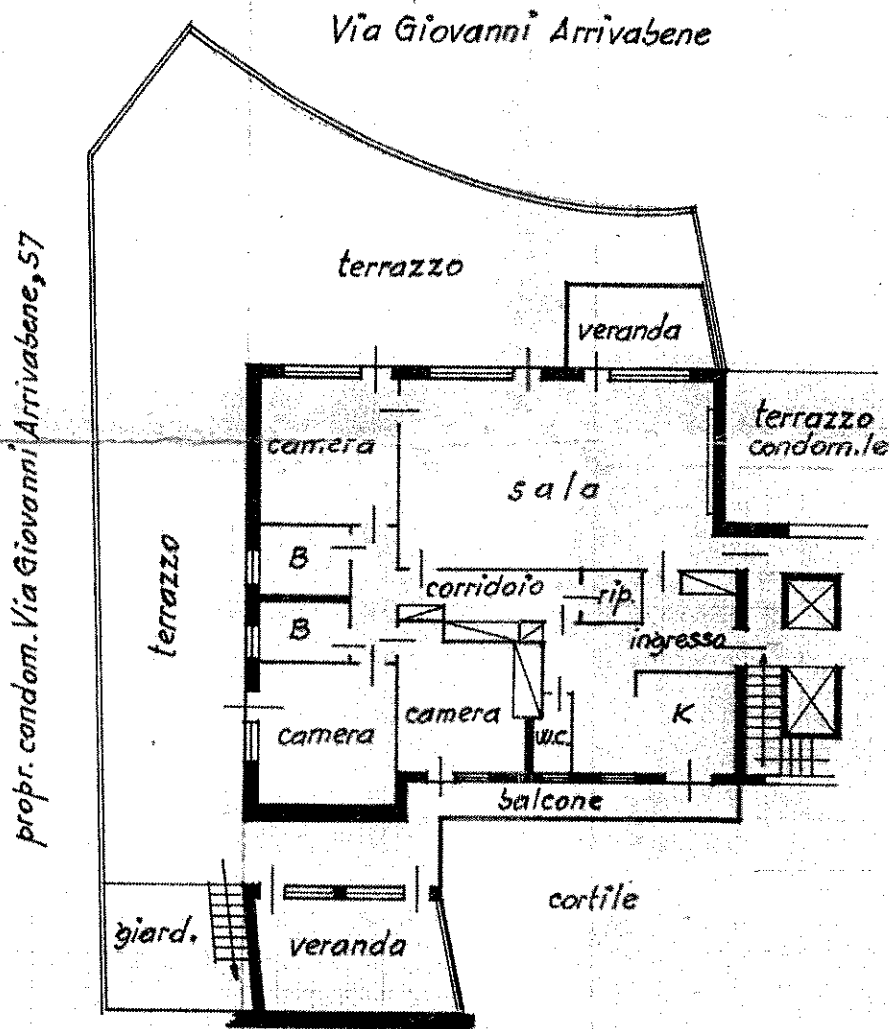 Via Giovanni Arrivabene
propr. condom. Via Giovanni Arrivabene, 57
terrazzo
veranda
terrazzo
condom.le
camera
sala
terrazzo
B
corridoio
rip.
B
ingresso
camera
camera
w.c.
K
balcone
cortile
giard.
veranda